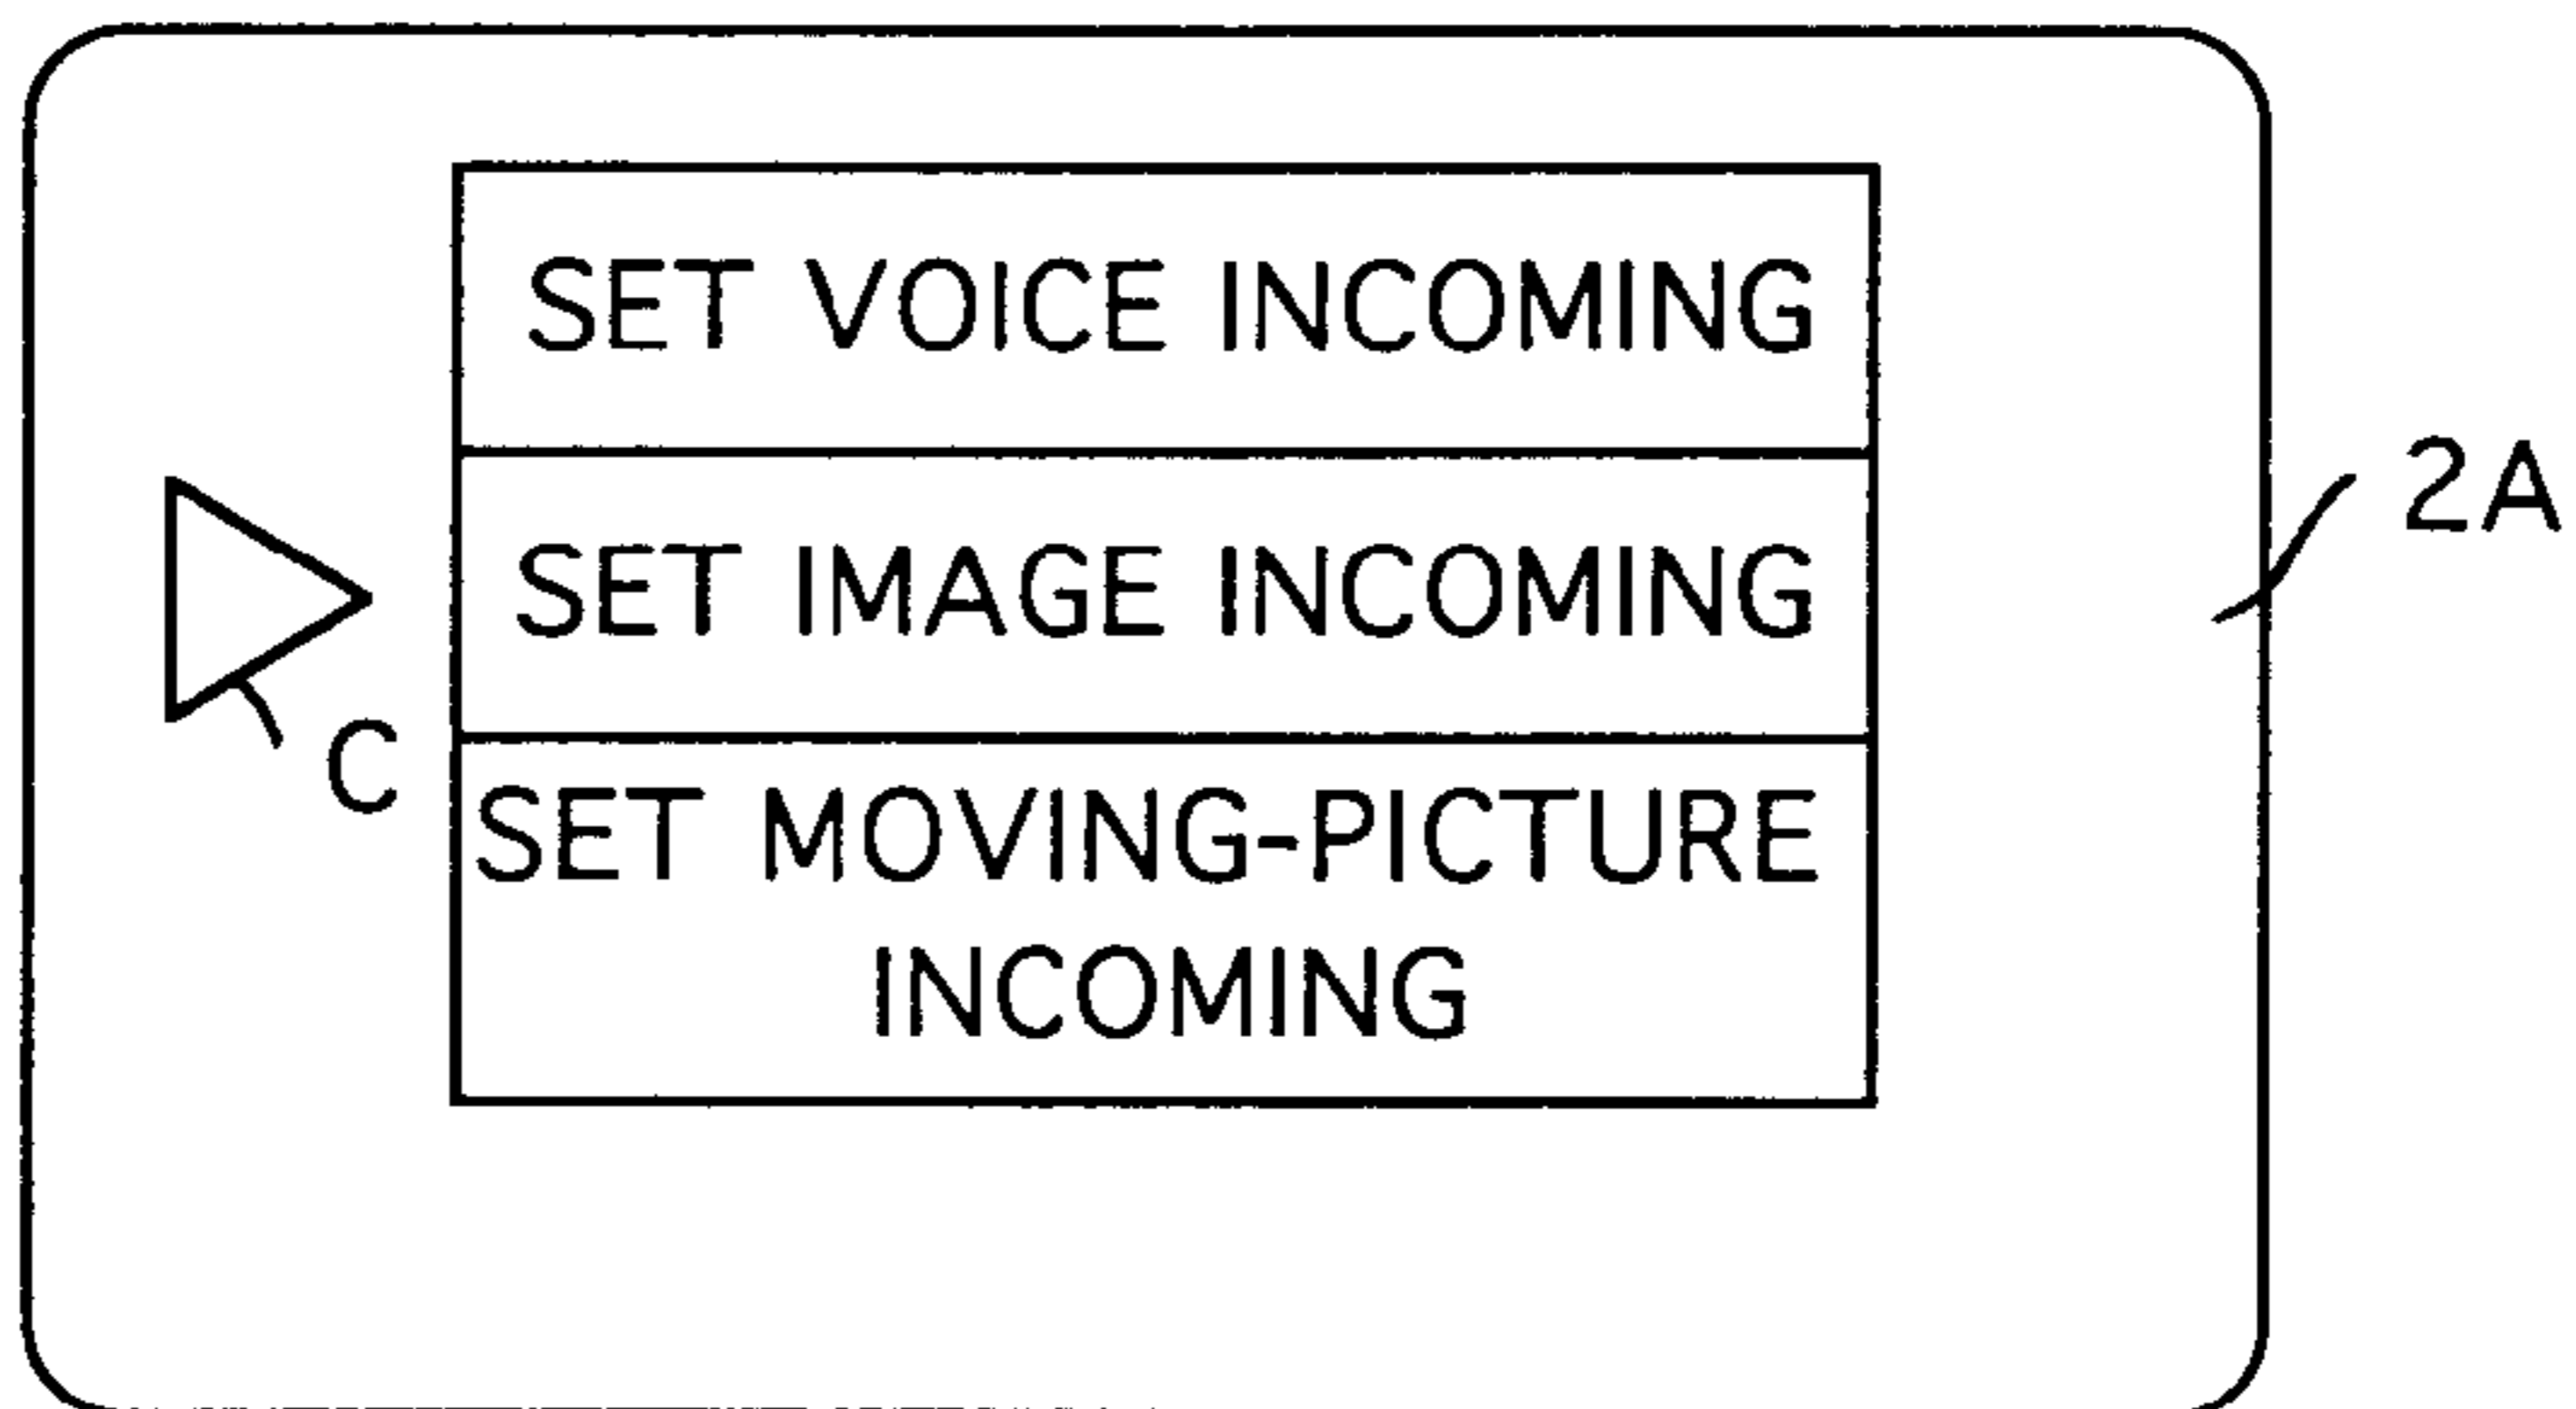 SET VOICE INCOMING
2A
SET IMAGE INCOMING
C
SET MOVING-PICTURE
INCOMING